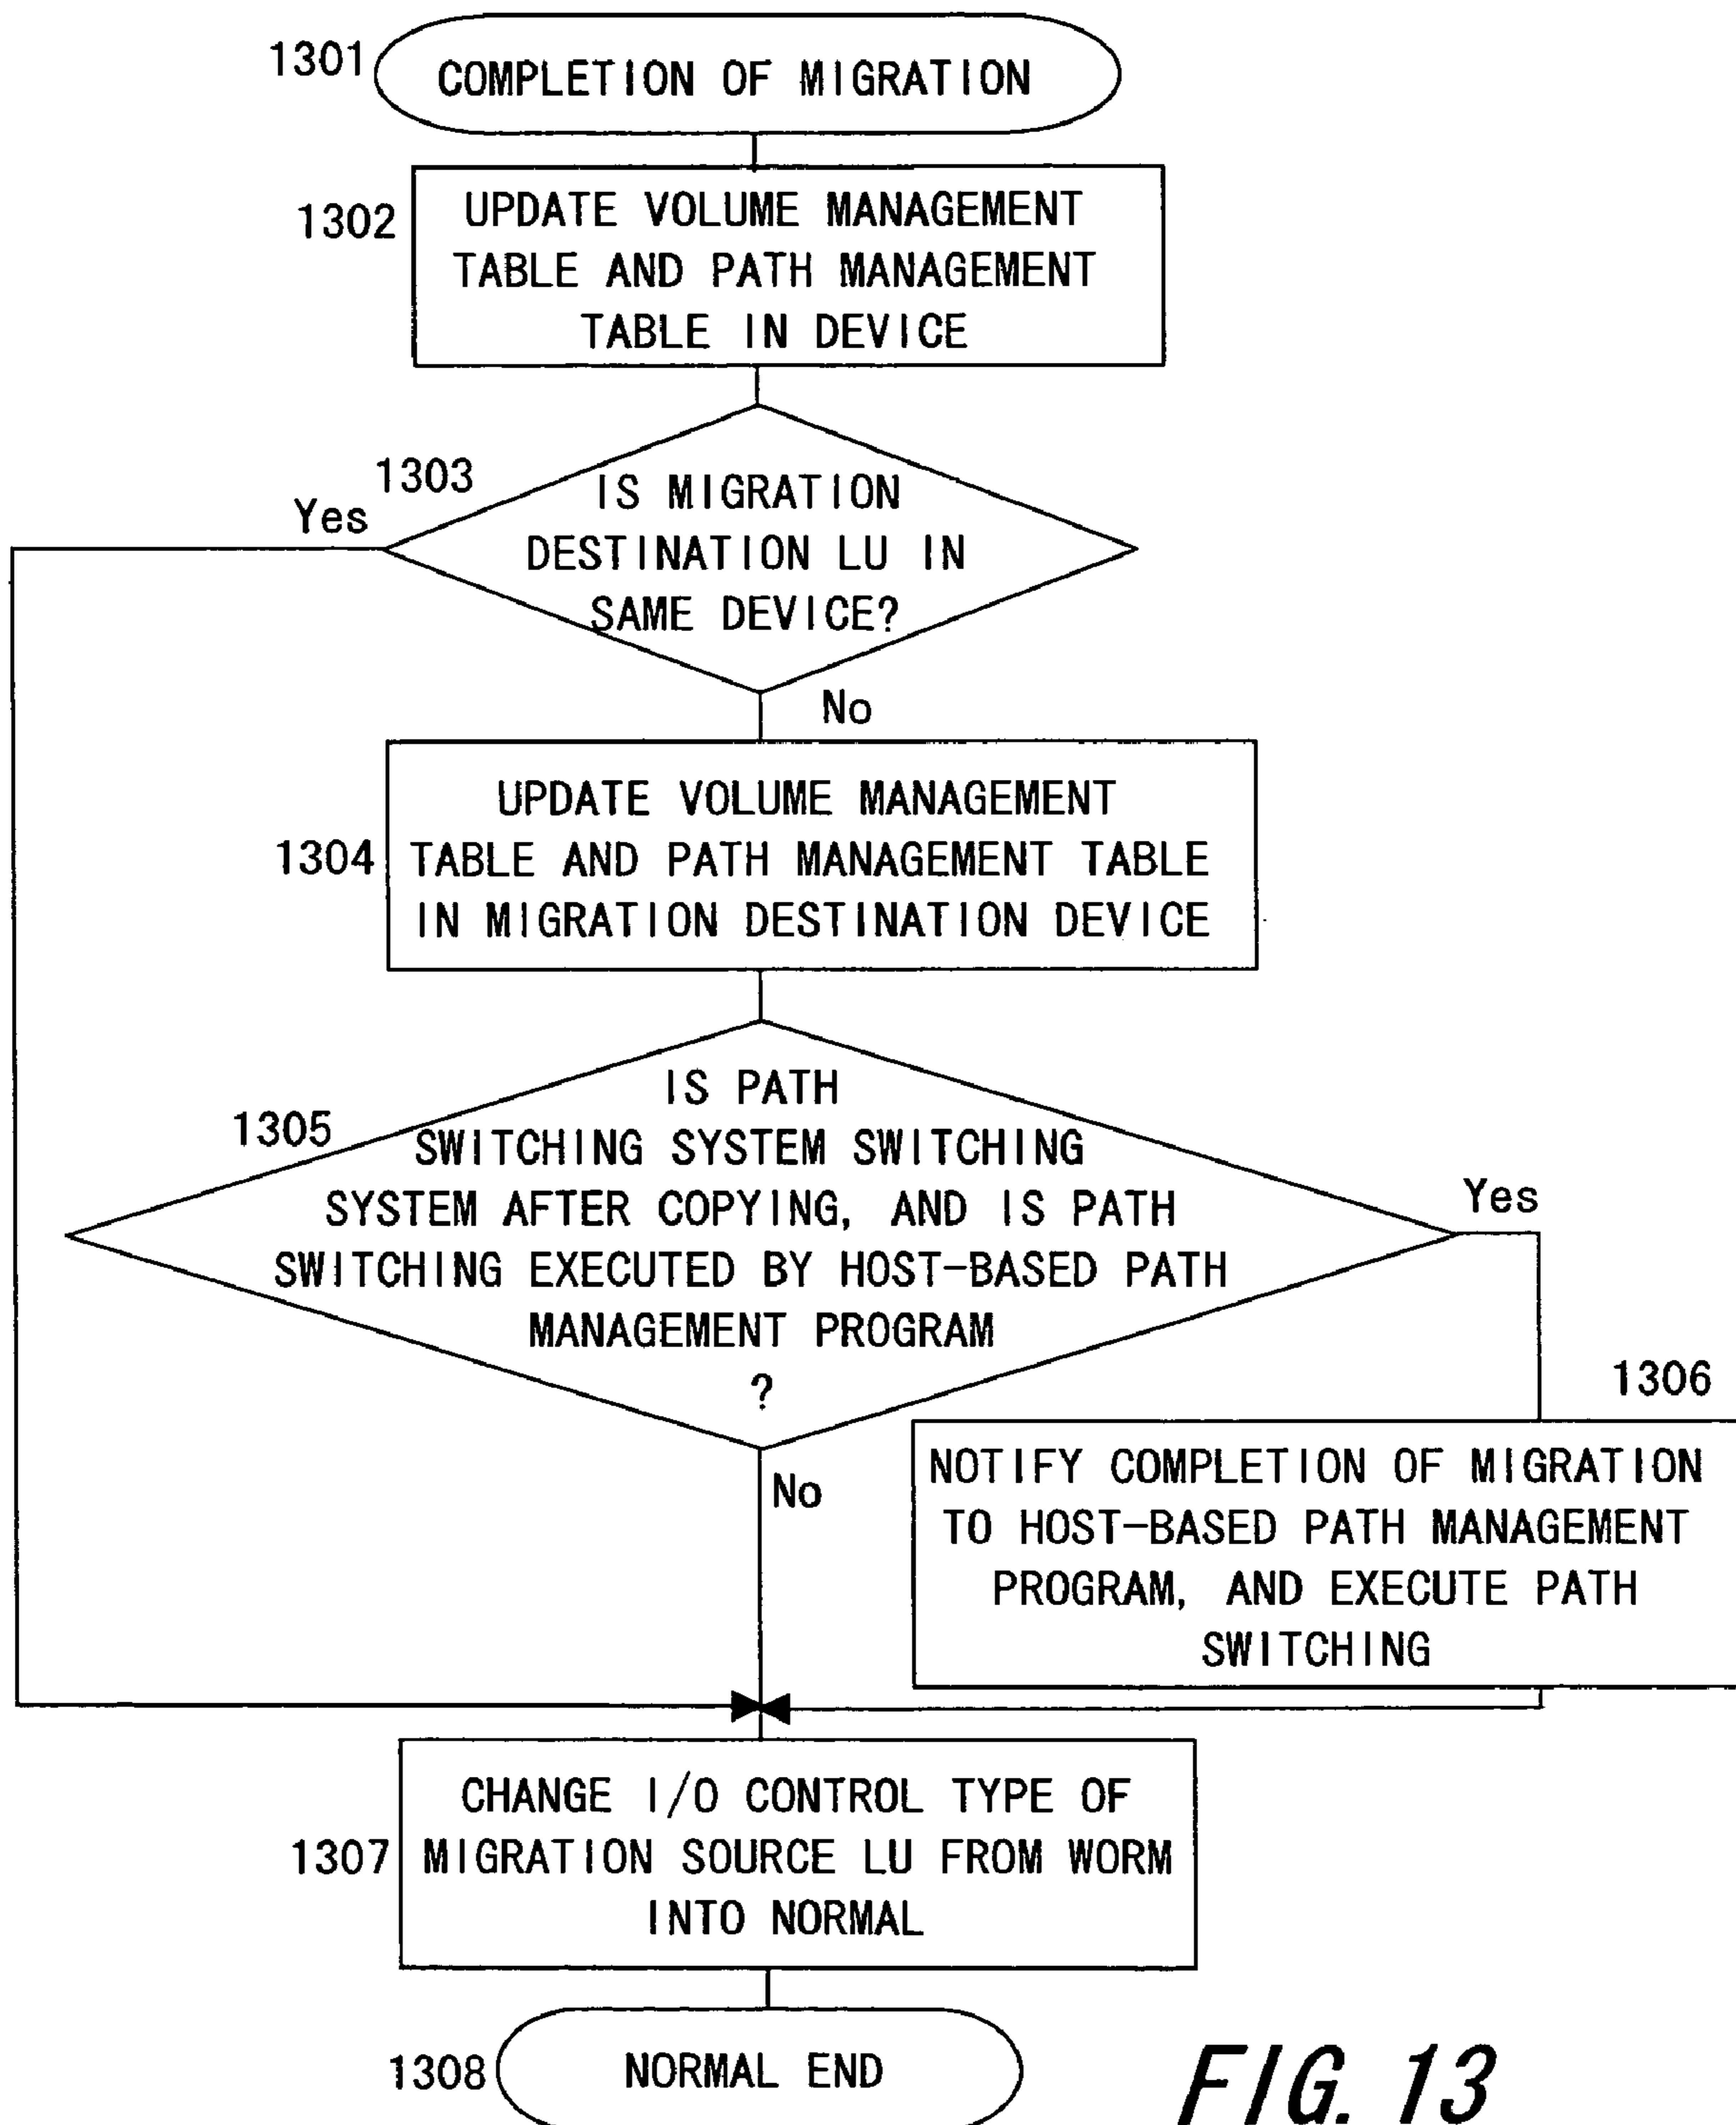 1301
COMPLETION OF MIGRATION
1302
UPDATE VOLUME MANAGEMENT
TABLE AND PATH MANAGEMENT
TABLE IN DEVICE
1303
Yes
IS MIGRATION
DESTINATION LU IN
SAME DEVICE?
No
UPDATE VOLUME MANAGEMENT
1304
TABLE AND PATH MANAGEMENT TABLE
IN MIGRATION DESTINATION DEVICE
1305
IS PATH
SWITCHING SYSTEM SWITCHING
SYSTEM AFTER COPYING, AND IS PATH
SWITCHING EXECUTED BY HOST-BASED PATH
MANAGEMENT PROGRAM
?
Yes
No
1306
NOTIFY COMPLETION OF MIGRATION
TO HOST-BASED PATH MANAGEMENT
PROGRAM, AND EXECUTE PATH
SWITCHING
CHANGE I/O CONTROL TYPE OF
1307
MIGRATION SOURCE LU FROM WORM
INTO NORMAL
1308
NORMAL END
FIG. 13